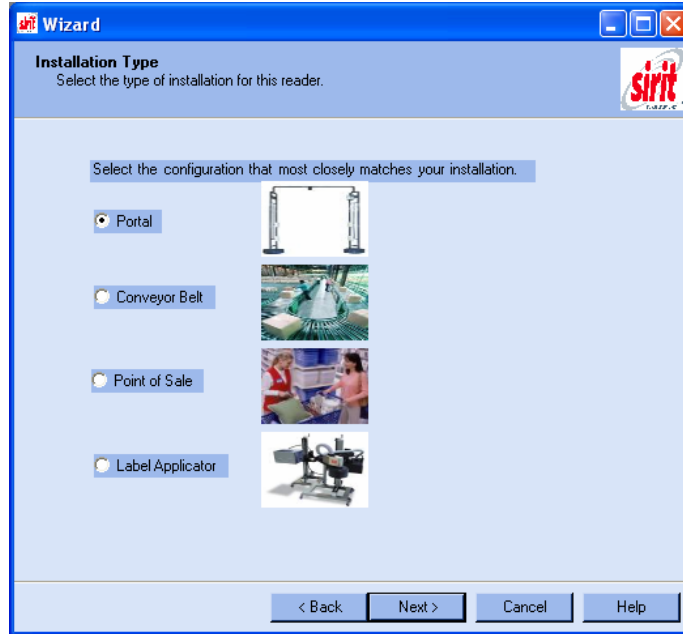 Wizard
Installation Type
Select the type of installation for this reader.
sirit
Select the configuration that most closely matches your installation.
Portal
Conveyor Belt
Point of Sale
Label Applicator
< Back
Next >
Cancel
Help